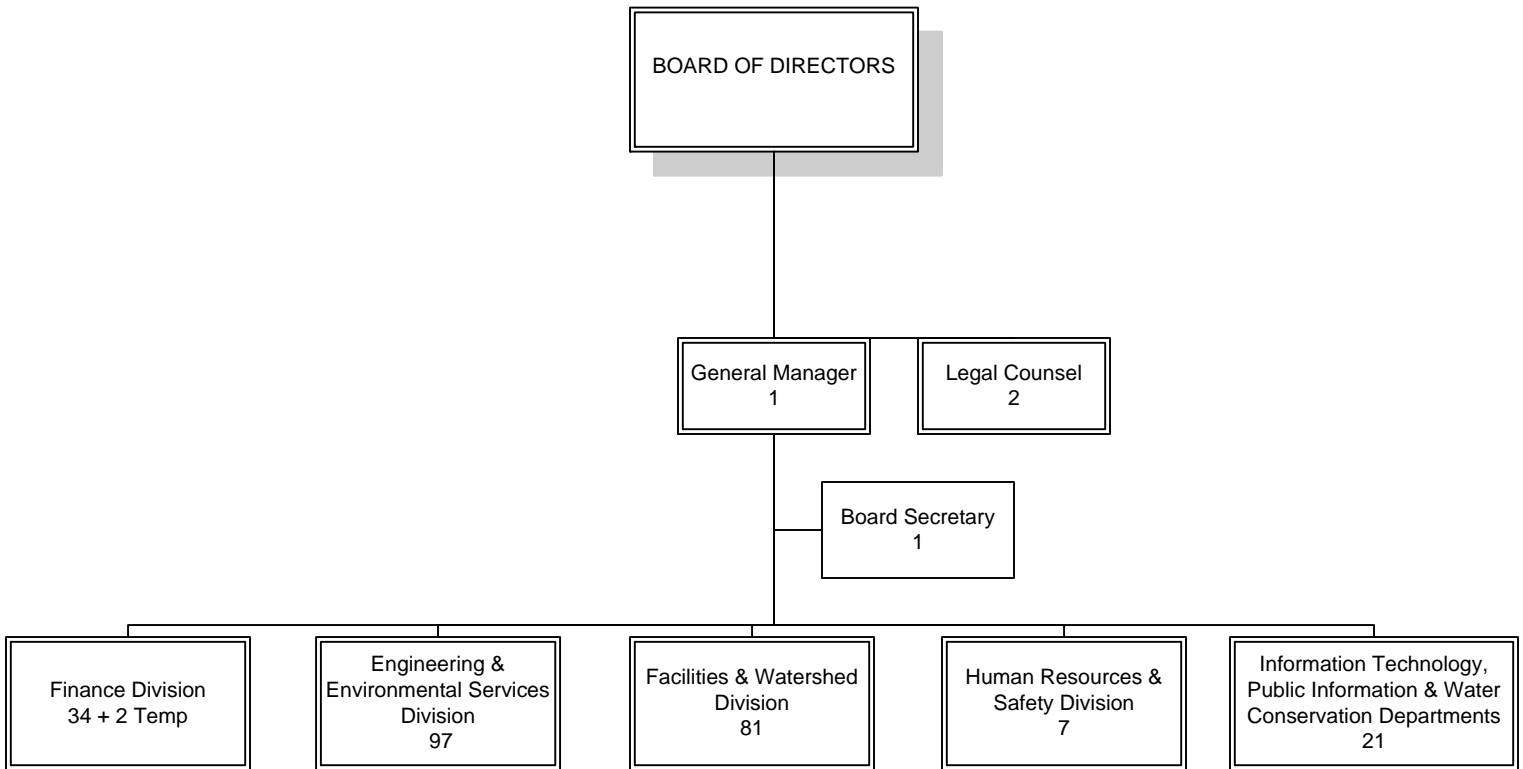 BOARD OF DIRECTORS
General Manager
1
Legal Counsel
2
Board Secretary
1
Finance Division
34 + 2 Temp
Engineering &
Environmental Services
Division
97
Facilities & Watershed
Division
81
Human Resources &
Safety Division
7
Information Technology,
Public Information & Water
Conservation Departments
21